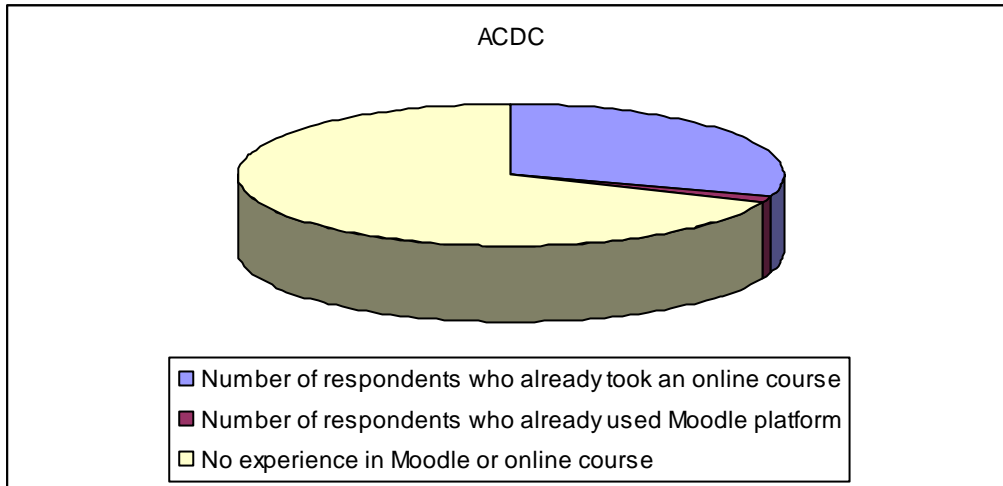 ACDC
Number of respondents who already took an online course
Number of respondents who already used Moodle platform
No experience in Moodle or online course